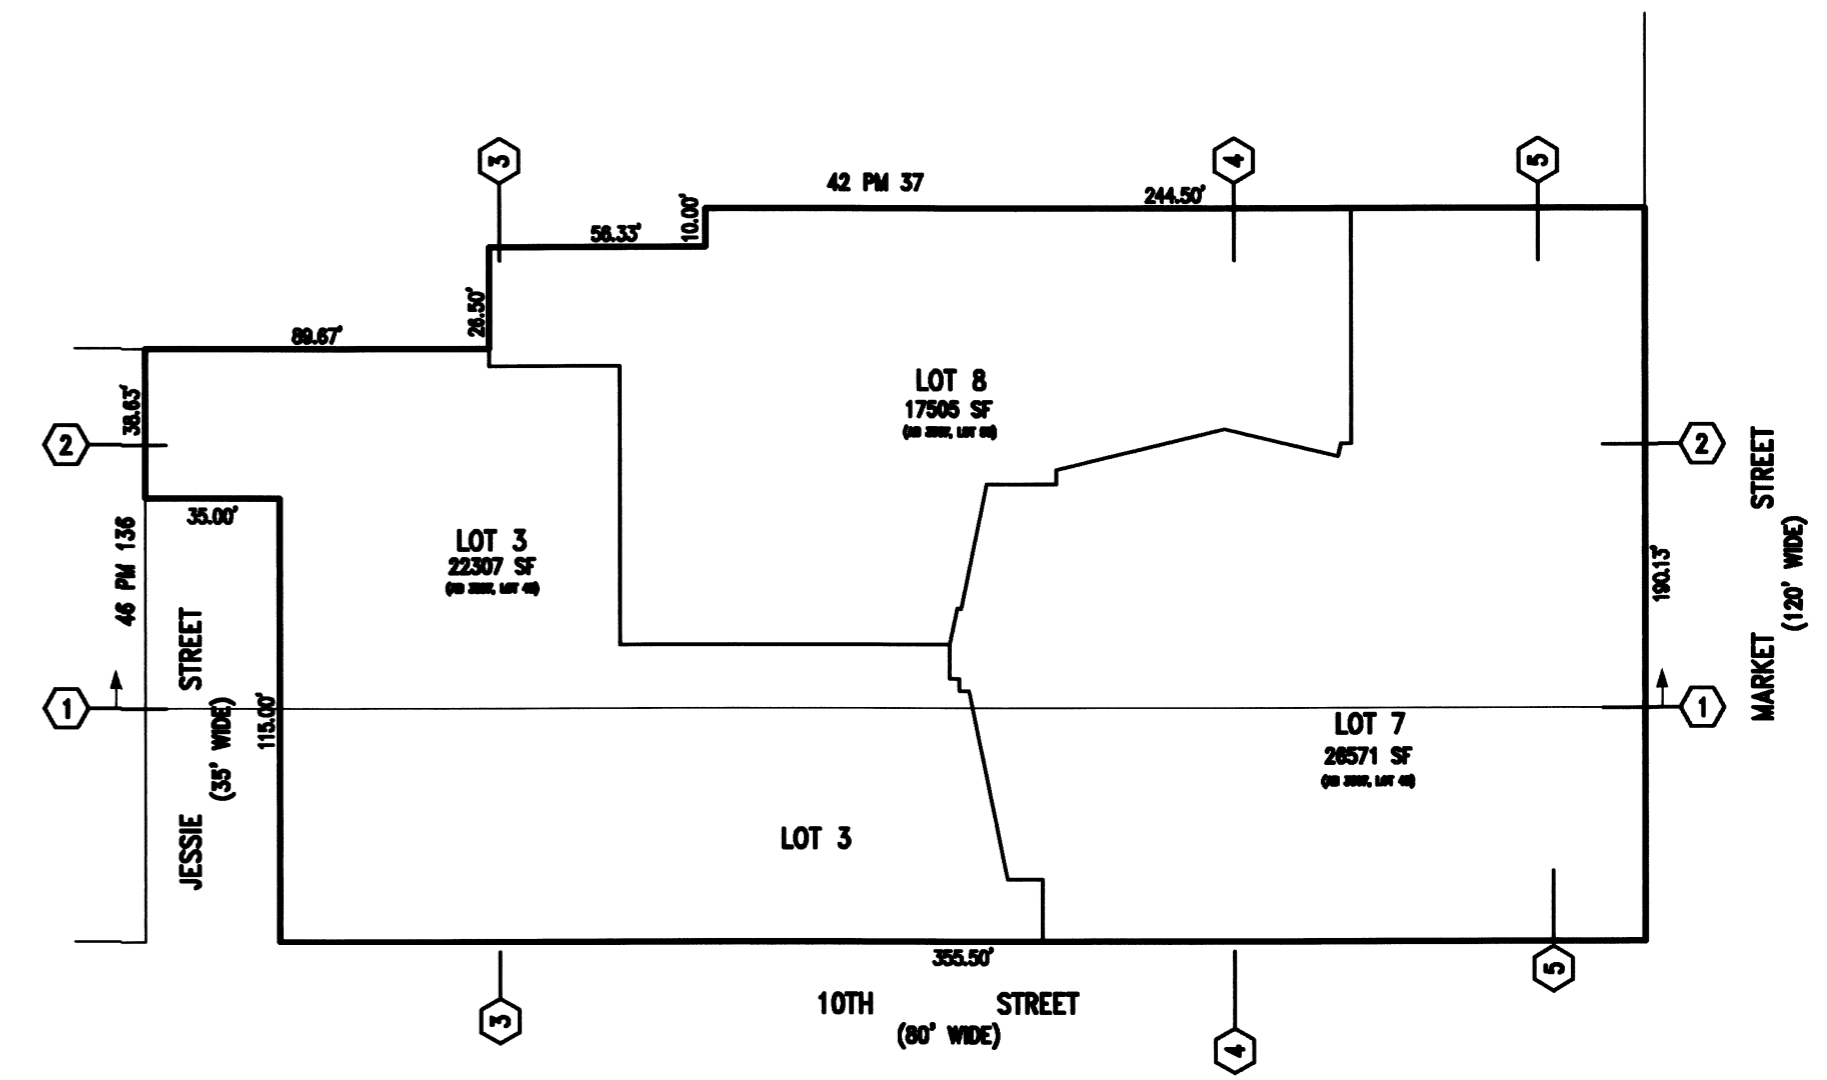 3
4
5
42 PM 37
244.50'
10.00'
56.33'
26.50'
89.67'
38.63'
2
35.00'
LOT 8
17505 SF
2
STREET
MARKET
(120' WIDE)
190.13'
46 PM 136
LOT 3
22307 SF
STREET
JESSIE
(35' WIDE)
115.00'
1
1
LOT 7
26571 SF
LOT 3
355.50'
10TH STREET
(80' WIDE)
3
4
5